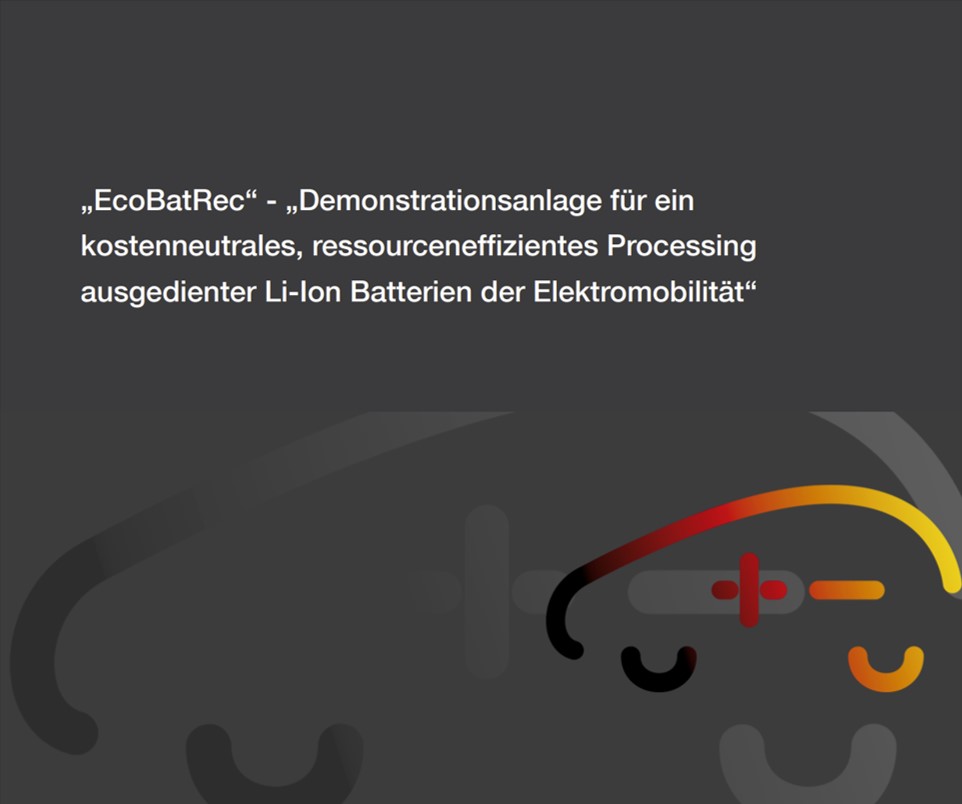 „EcoBatRec“ - „Demonstrationsanlage für ein
kostenneutrales, ressourceneffizientes Processing
ausgedienter Li-Ion Batterien der Elektromobilität“